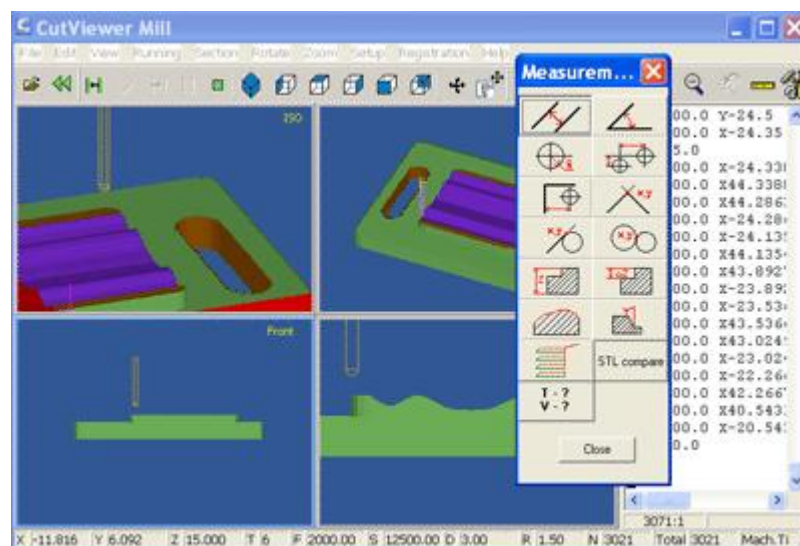 CutViewer Mill
File Edit View Running Section Rotate Zoom Setup Registration Help
Measurem...
ISO
Front
STL compare
T - ?
V - ?
Close
00.0 Y-24.5
00.0 X-24.35
5.0
00.0 X-24.338
00.0 X44.338
00.0 X44.286
00.0 X-24.28
00.0 X-24.135
00.0 X44.135
00.0 X43.892
00.0 X-23.89
00.0 X-23.53
00.0 X43.536
00.0 X43.024
00.0 X-23.02
00.0 X-22.26
00.0 X42.266
00.0 X40.543
00.0 X-20.54
0.0
3071:1
X -11.816 Y 6.092 Z 15.000 T 6 F 2000.00 S 12500.00 D 3.00 R 1.50 N 3021 Total 3021 Mach.Ti